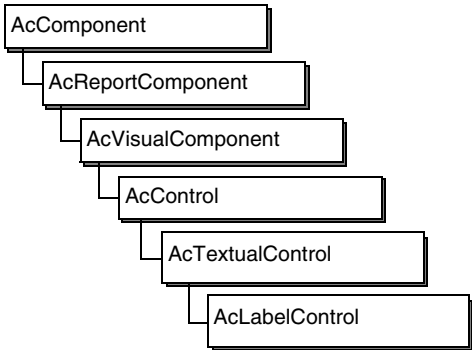 AcComponent
AcReportComponent
AcVisualComponent
AcControl
AcTextualControl
AcLabelControl